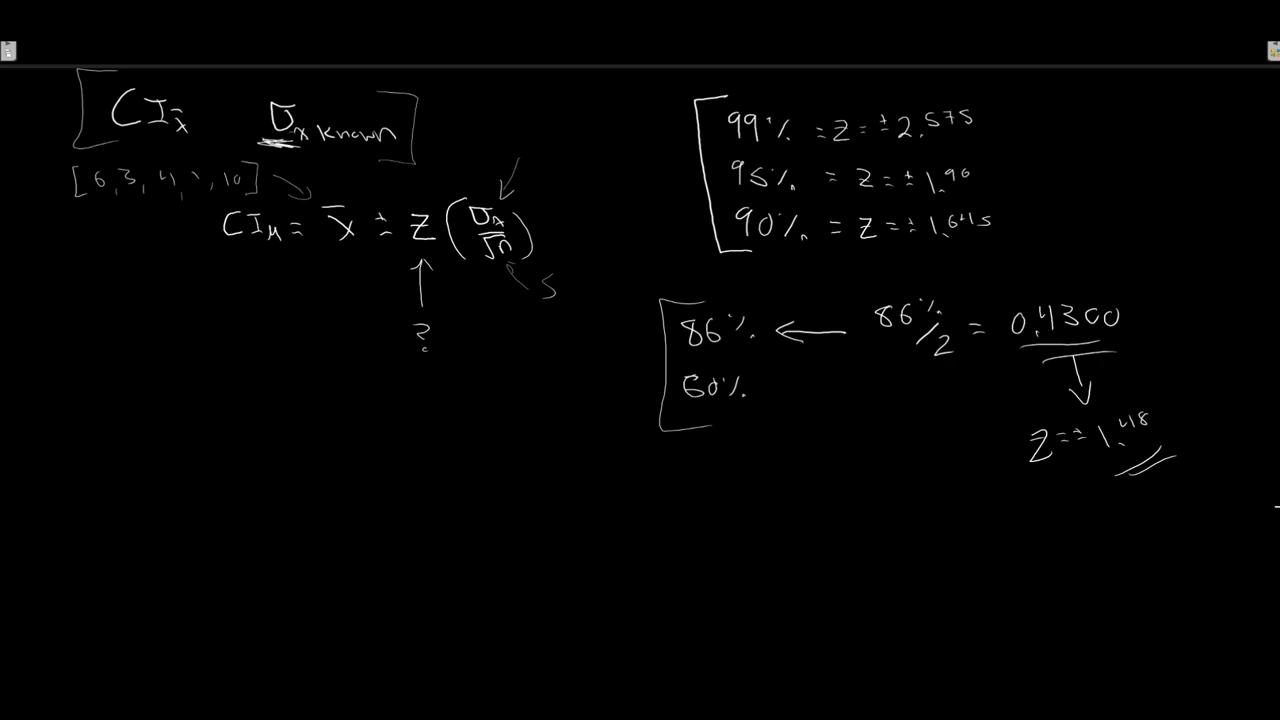 CI x̄ σx known
[6,3,4,1,10]
CIμ = x̄ ± z (σx/√n)
5
?
99% = z = ±2.575
95% = z = ±1.96
90% = z = ±1.645
86% ← 86%/2 = 0.4300
60%
z = ±1.48